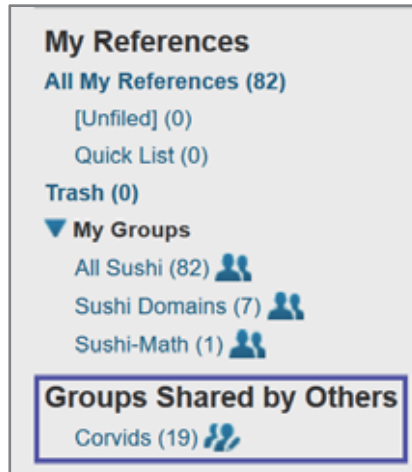 My References
All My References (82)
[Unfiled] (0)
Quick List (0)
Trash (0)
My Groups
All Sushi (82)
Sushi Domains (7)
Sushi-Math (1)
Groups Shared by Others
Corvids (19)